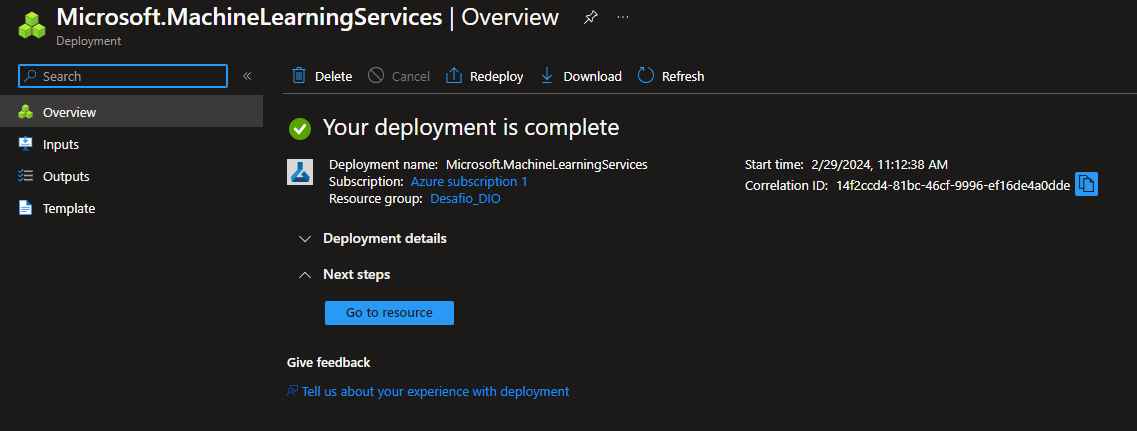 Microsoft.MachineLearningServices | Overview
Deployment
Search
Overview
Inputs
Outputs
Template
Delete Cancel Redeploy Download Refresh
Your deployment is complete
Deployment name: Microsoft.MachineLearningServices
Subscription: Azure subscription 1
Resource group: Desafio_DIO
Start time: 2/29/2024, 11:12:38 AM
Correlation ID: 14f2ccd4-81bc-46cf-9996-ef16de4a0dde
Deployment details
Next steps
Go to resource
Give feedback
Tell us about your experience with deployment